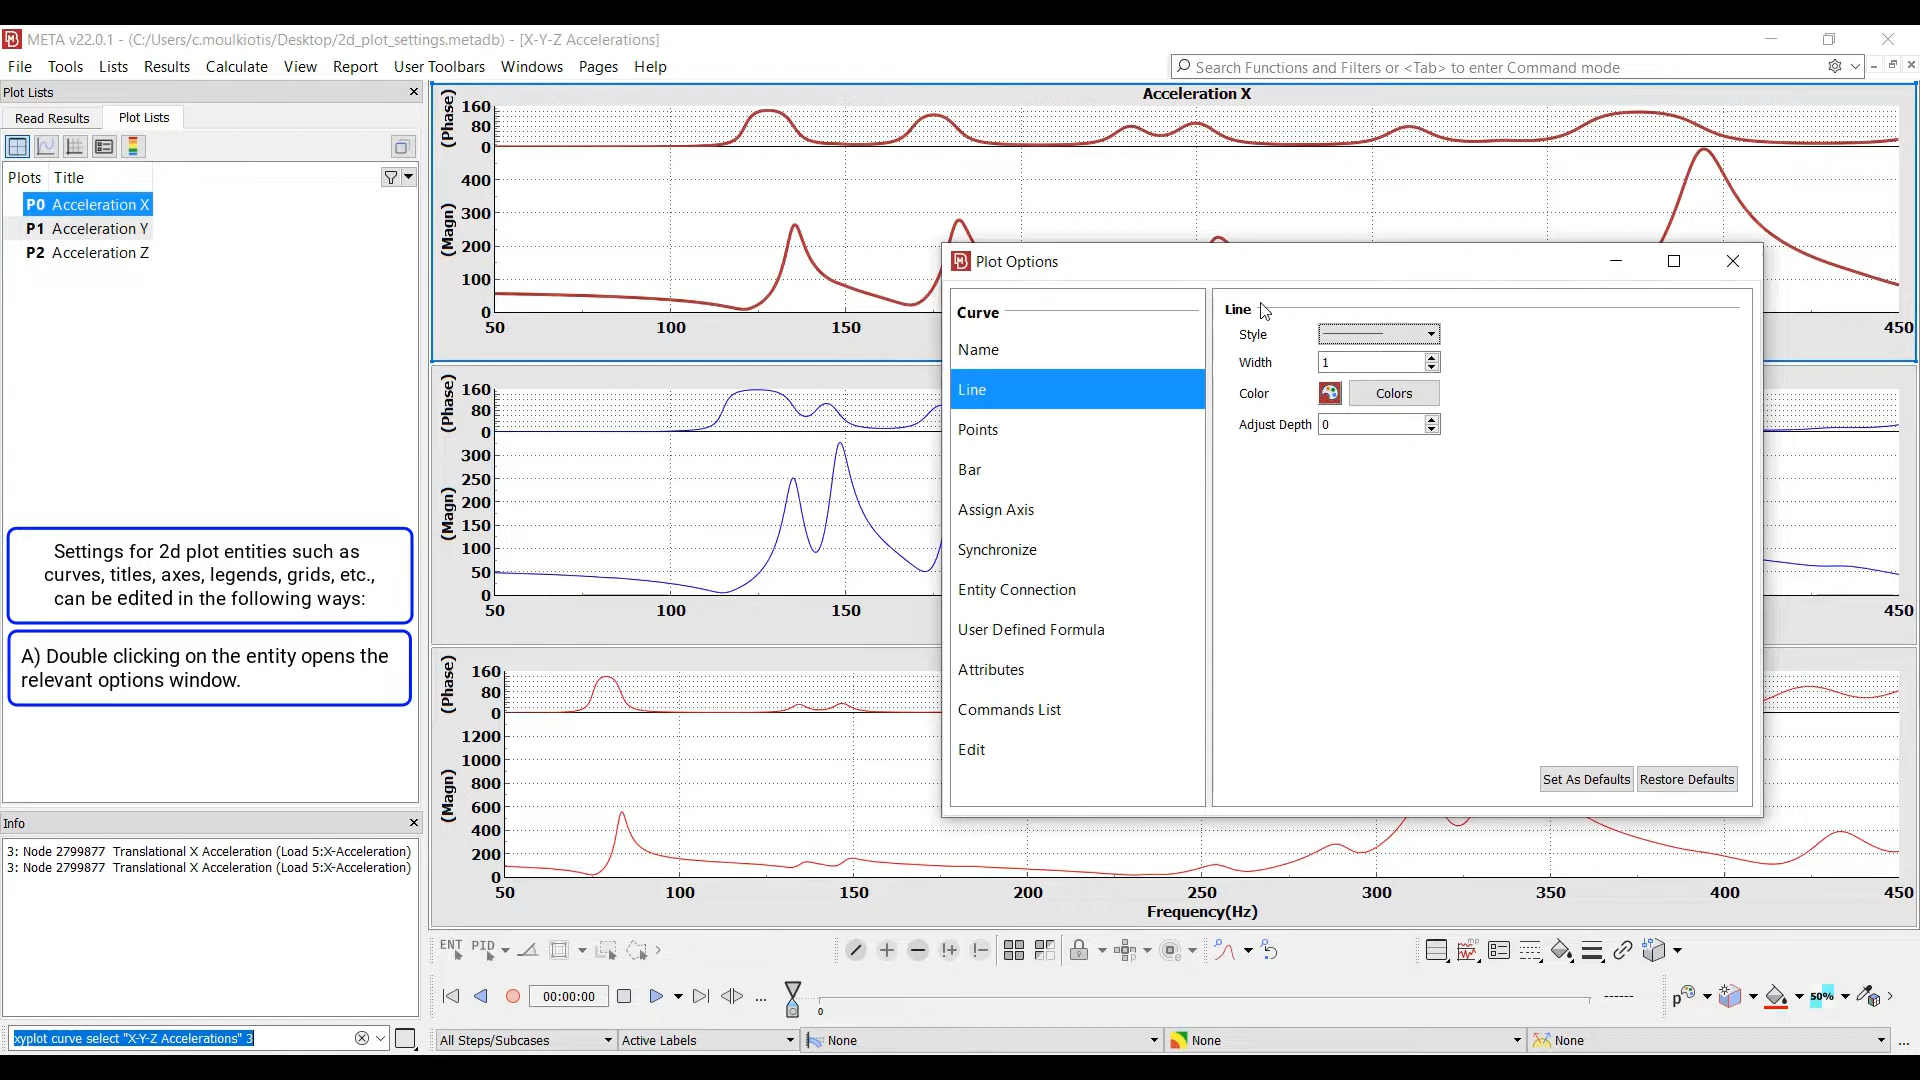 META v22.0.1 - (C:/Users/c.moulkiotis/Desktop/2d_plot_settings.metadb) - [X-Y-Z Accelerations]
File Tools Lists Results Calculate View Report User Toolbars Windows Pages Help
Search Functions and Filters or <Tab> to enter Command mode
Plot Lists
Read Results Plot Lists
Plots Title
P0 Acceleration X
P1 Acceleration Y
P2 Acceleration Z
Settings for 2d plot entities such as
curves, titles, axes, legends, grids, etc.,
can be edited in the following ways:
A) Double clicking on the entity opens the
relevant options window.
Info
3: Node 2799877 Translational X Acceleration (Load 5:X-Acceleration)
3: Node 2799877 Translational X Acceleration (Load 5:X-Acceleration)
xyplot curve select "X-Y-Z Accelerations" 3
Acceleration X
(Phase)
160
80
0
(Magn)
400
300
200
100
0
50 100 150 450
(Phase)
160
80
0
(Magn)
300
250
200
150
100
50
0
50 100 150 450
(Phase)
160
80
0
(Magn)
1200
1000
800
600
400
200
0
50 100 150 200 250 300 350 400 450
Frequency(Hz)
Plot Options
Curve
Name
Line
Points
Bar
Assign Axis
Synchronize
Entity Connection
User Defined Formula
Attributes
Commands List
Edit
Line
Style
Width 1
Color Colors
Adjust Depth 0
Set As Defaults Restore Defaults
ENT PID
00:00:00
0
50%
All Steps/Subcases Active Labels None None None